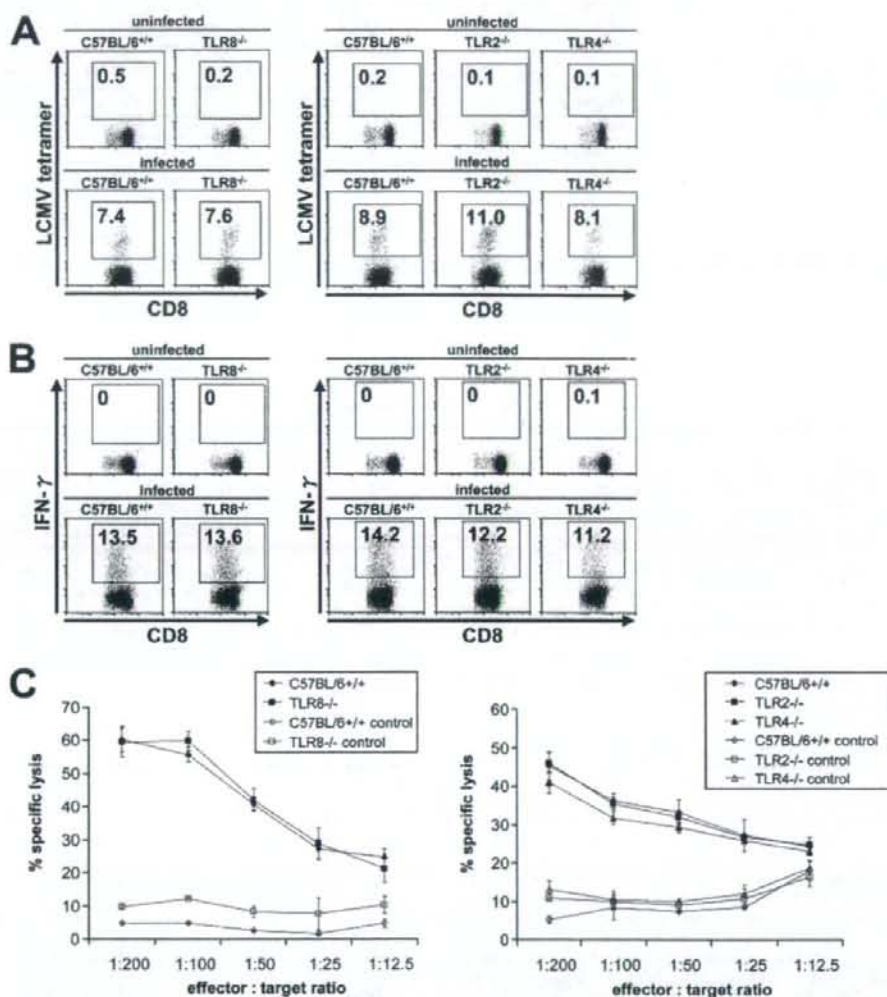 A
uninfected
C57BL/6+/+ TLR8-/-
0.5 0.2
infected
C57BL/6+/+ TLR8-/-
7.4 7.6
LCMV tetramer
CD8
uninfected
C57BL/6+/+ TLR2-/- TLR4-/-
0.2 0.1 0.1
infected
C57BL/6+/+ TLR2-/- TLR4-/-
8.9 11.0 8.1
LCMV tetramer
CD8
B
uninfected
C57BL/6+/+ TLR8-/-
0 0
infected
C57BL/6+/+ TLR8-/-
13.5 13.6
IFN-γ
CD8
uninfected
C57BL/6+/+ TLR2-/- TLR4-/-
0 0 0.1
infected
C57BL/6+/+ TLR2-/- TLR4-/-
14.2 12.2 11.2
IFN-γ
CD8
C
C57BL/6+/+
TLR8-/-
C57BL/6+/+ control
TLR8-/- control
% specific lysis
70
60
50
40
30
20
10
0
1:200 1:100 1:50 1:25 1:12.5
effector : target ratio
C57BL/6+/+
TLR2-/-
TLR4-/-
C57BL/6+/+ control
TLR2-/- control
TLR4-/- control
% specific lysis
60
50
40
30
20
10
0
1:200 1:100 1:50 1:25 1:12.5
effector : target ratio